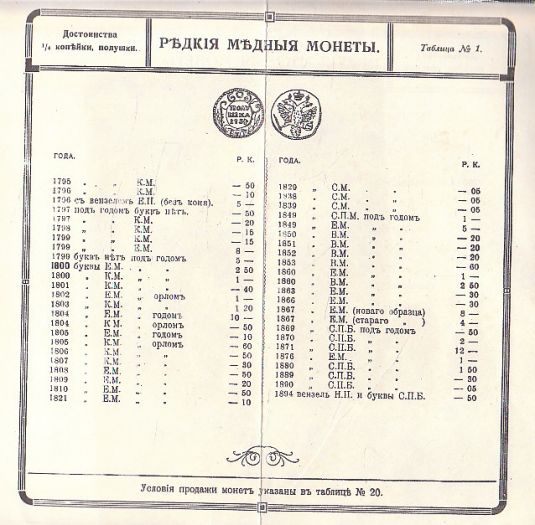 Достоинства
¼ копѣйки, полушки.
РѢДКІЯ МѢДНЫЯ МОНЕТЫ.
Таблица № 1.
ПОЛУ
ШКА
ГОДА. Р. К.
1795 „ „ К.М. — 50
1796 „ „ К.М. — 10
1796 съ вензелемъ Е.II. (безъ коня). 5 —
1797 подъ годомъ буквъ нѣтъ. — 50
1797 „ „ К.М. — 20
1798 „ „ К.М. — 15
1799 „ „ К.М. — 15
1799 „ „ Е.М. 8 —
1799 буквъ нѣтъ подъ годомъ 5 —
1800 буквы Е.М. „ „ 2 50
1800 „ К.М. „ „ 1 —
1801 „ К.М. „ „ — 40
1802 „ Е.М. „ орломъ 1 —
1803 „ К.М. „ „ 1 20
1804 „ Е.М. „ годомъ 10 —
1804 „ К.М. „ орломъ — 50
1805 „ Е.М. „ годомъ — 10
1805 „ К.М. „ орломъ — 60
1806 „ К.М. „ „ — 50
1807 „ К.М. „ „ — 30
1808 „ Е.М. „ „ — 50
1809 „ Е.М. „ „ — 20
1810 „ Е.М. „ „ — 50
1821 „ Е.М. „ „ — 10
ГОДА. Р. К.
1829 „ С.М. „ „ — 05
1838 „ С.М. „ „ — 05
1839 „ С.М. „ „ — 05
1849 „ С.П.М. подъ годомъ 1 —
1849 „ Е.М. „ „ 5 —
1850 „ В.М. „ „ — 20
1851 „ В.М. „ „ — 20
1852 „ В.М. „ „ — 20
1853 „ В.М. „ „ — 60
1860 „ Е.М. „ „ 1 —
1860 „ В.М. „ „ 2 50
1863 „ Е.М. „ „ — 30
1866 „ Е.М. „ „ — 30
1867 „ Е.М. (новаго образца) 8 —
1867 „ Е.М. (стараго „ ) 4 —
1869 „ С.П.Б. подъ годомъ — 50
1870 „ С.П.Б. „ „ 2 —
1871 „ С.П.Б. „ „ 12 —
1876 „ Е.М. „ „ 1 —
1880 „ С.П.Б. „ „ 1 50
1889 „ С.П.Б. „ „ — 30
1890 „ С.П.Б. „ „ — 05
1894 вензель Н.II. и буквы С.П.Б. — 50
Условія продажи монетъ указаны въ таблицѣ № 20.